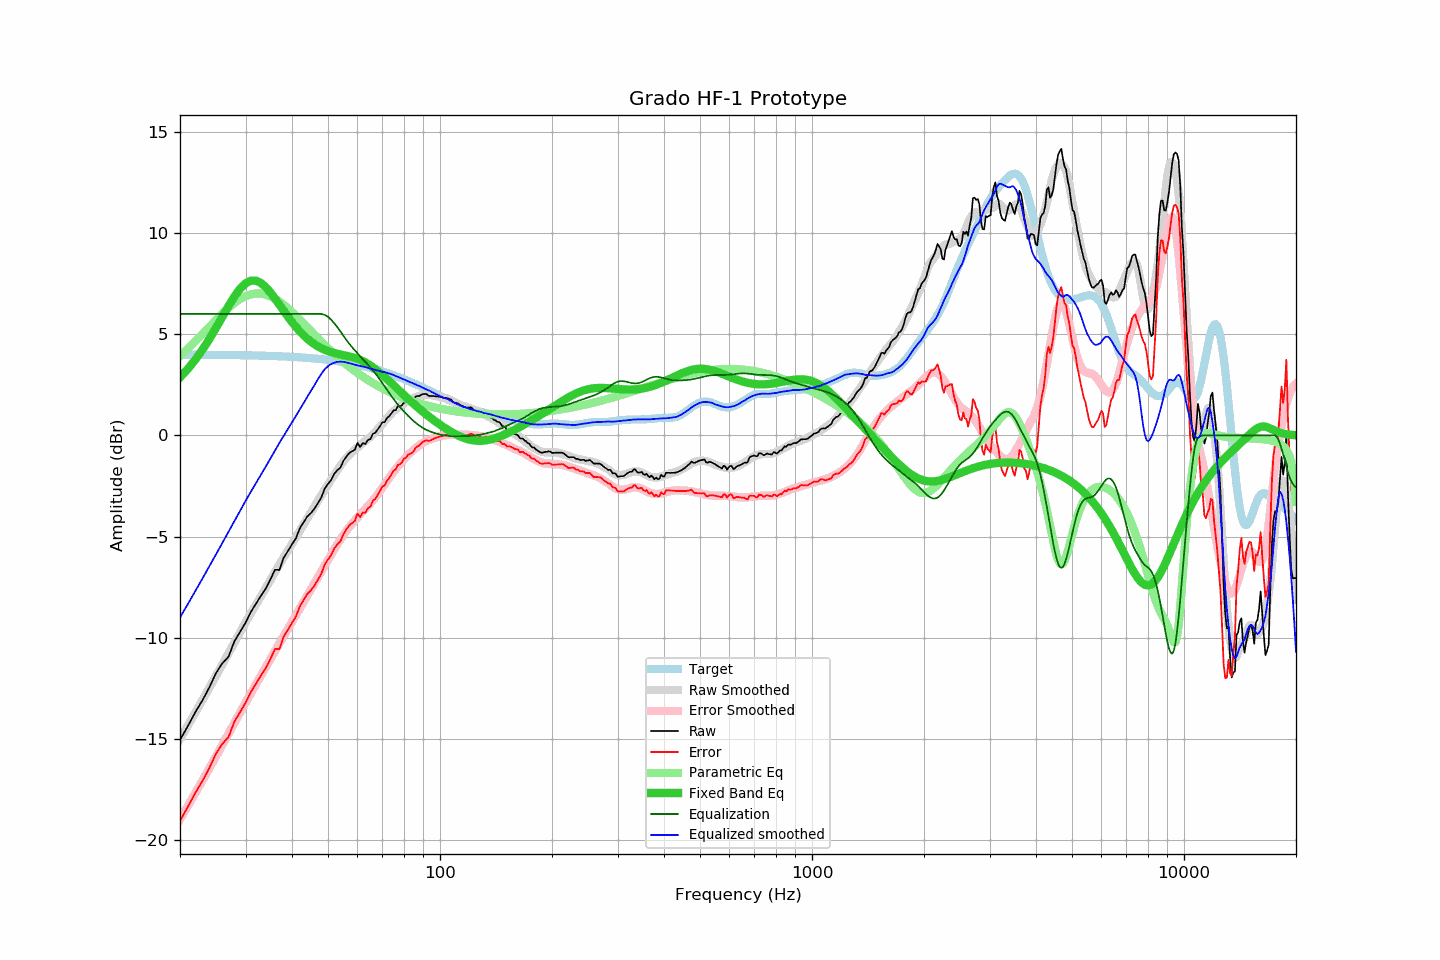 Grado HF-1 Prototype
15
10
5
0
−5
−10
−15
−20
Amplitude (dBr)
Target
Raw Smoothed
Error Smoothed
Raw
Error
Parametric Eq
Fixed Band Eq
Equalization
Equalized smoothed
100
1000
10000
Frequency (Hz)